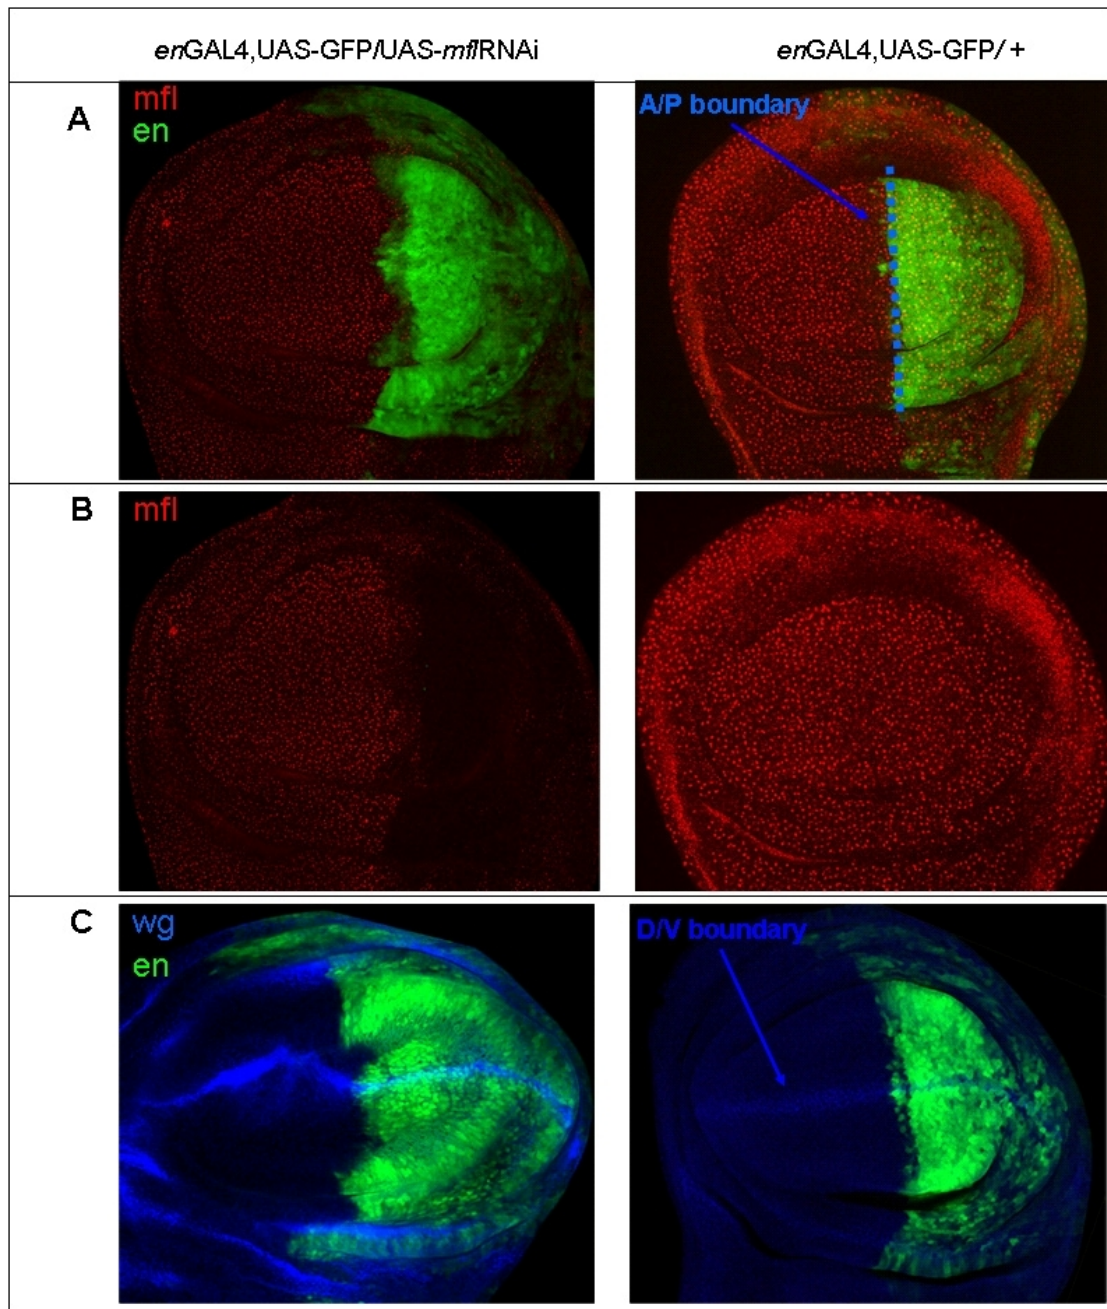 enGAL4,UAS-GFP/UAS-mflRNAi
enGAL4,UAS-GFP/+
A
mfl
en
A/P boundary
B
mfl
C
wg
en
D/V boundary